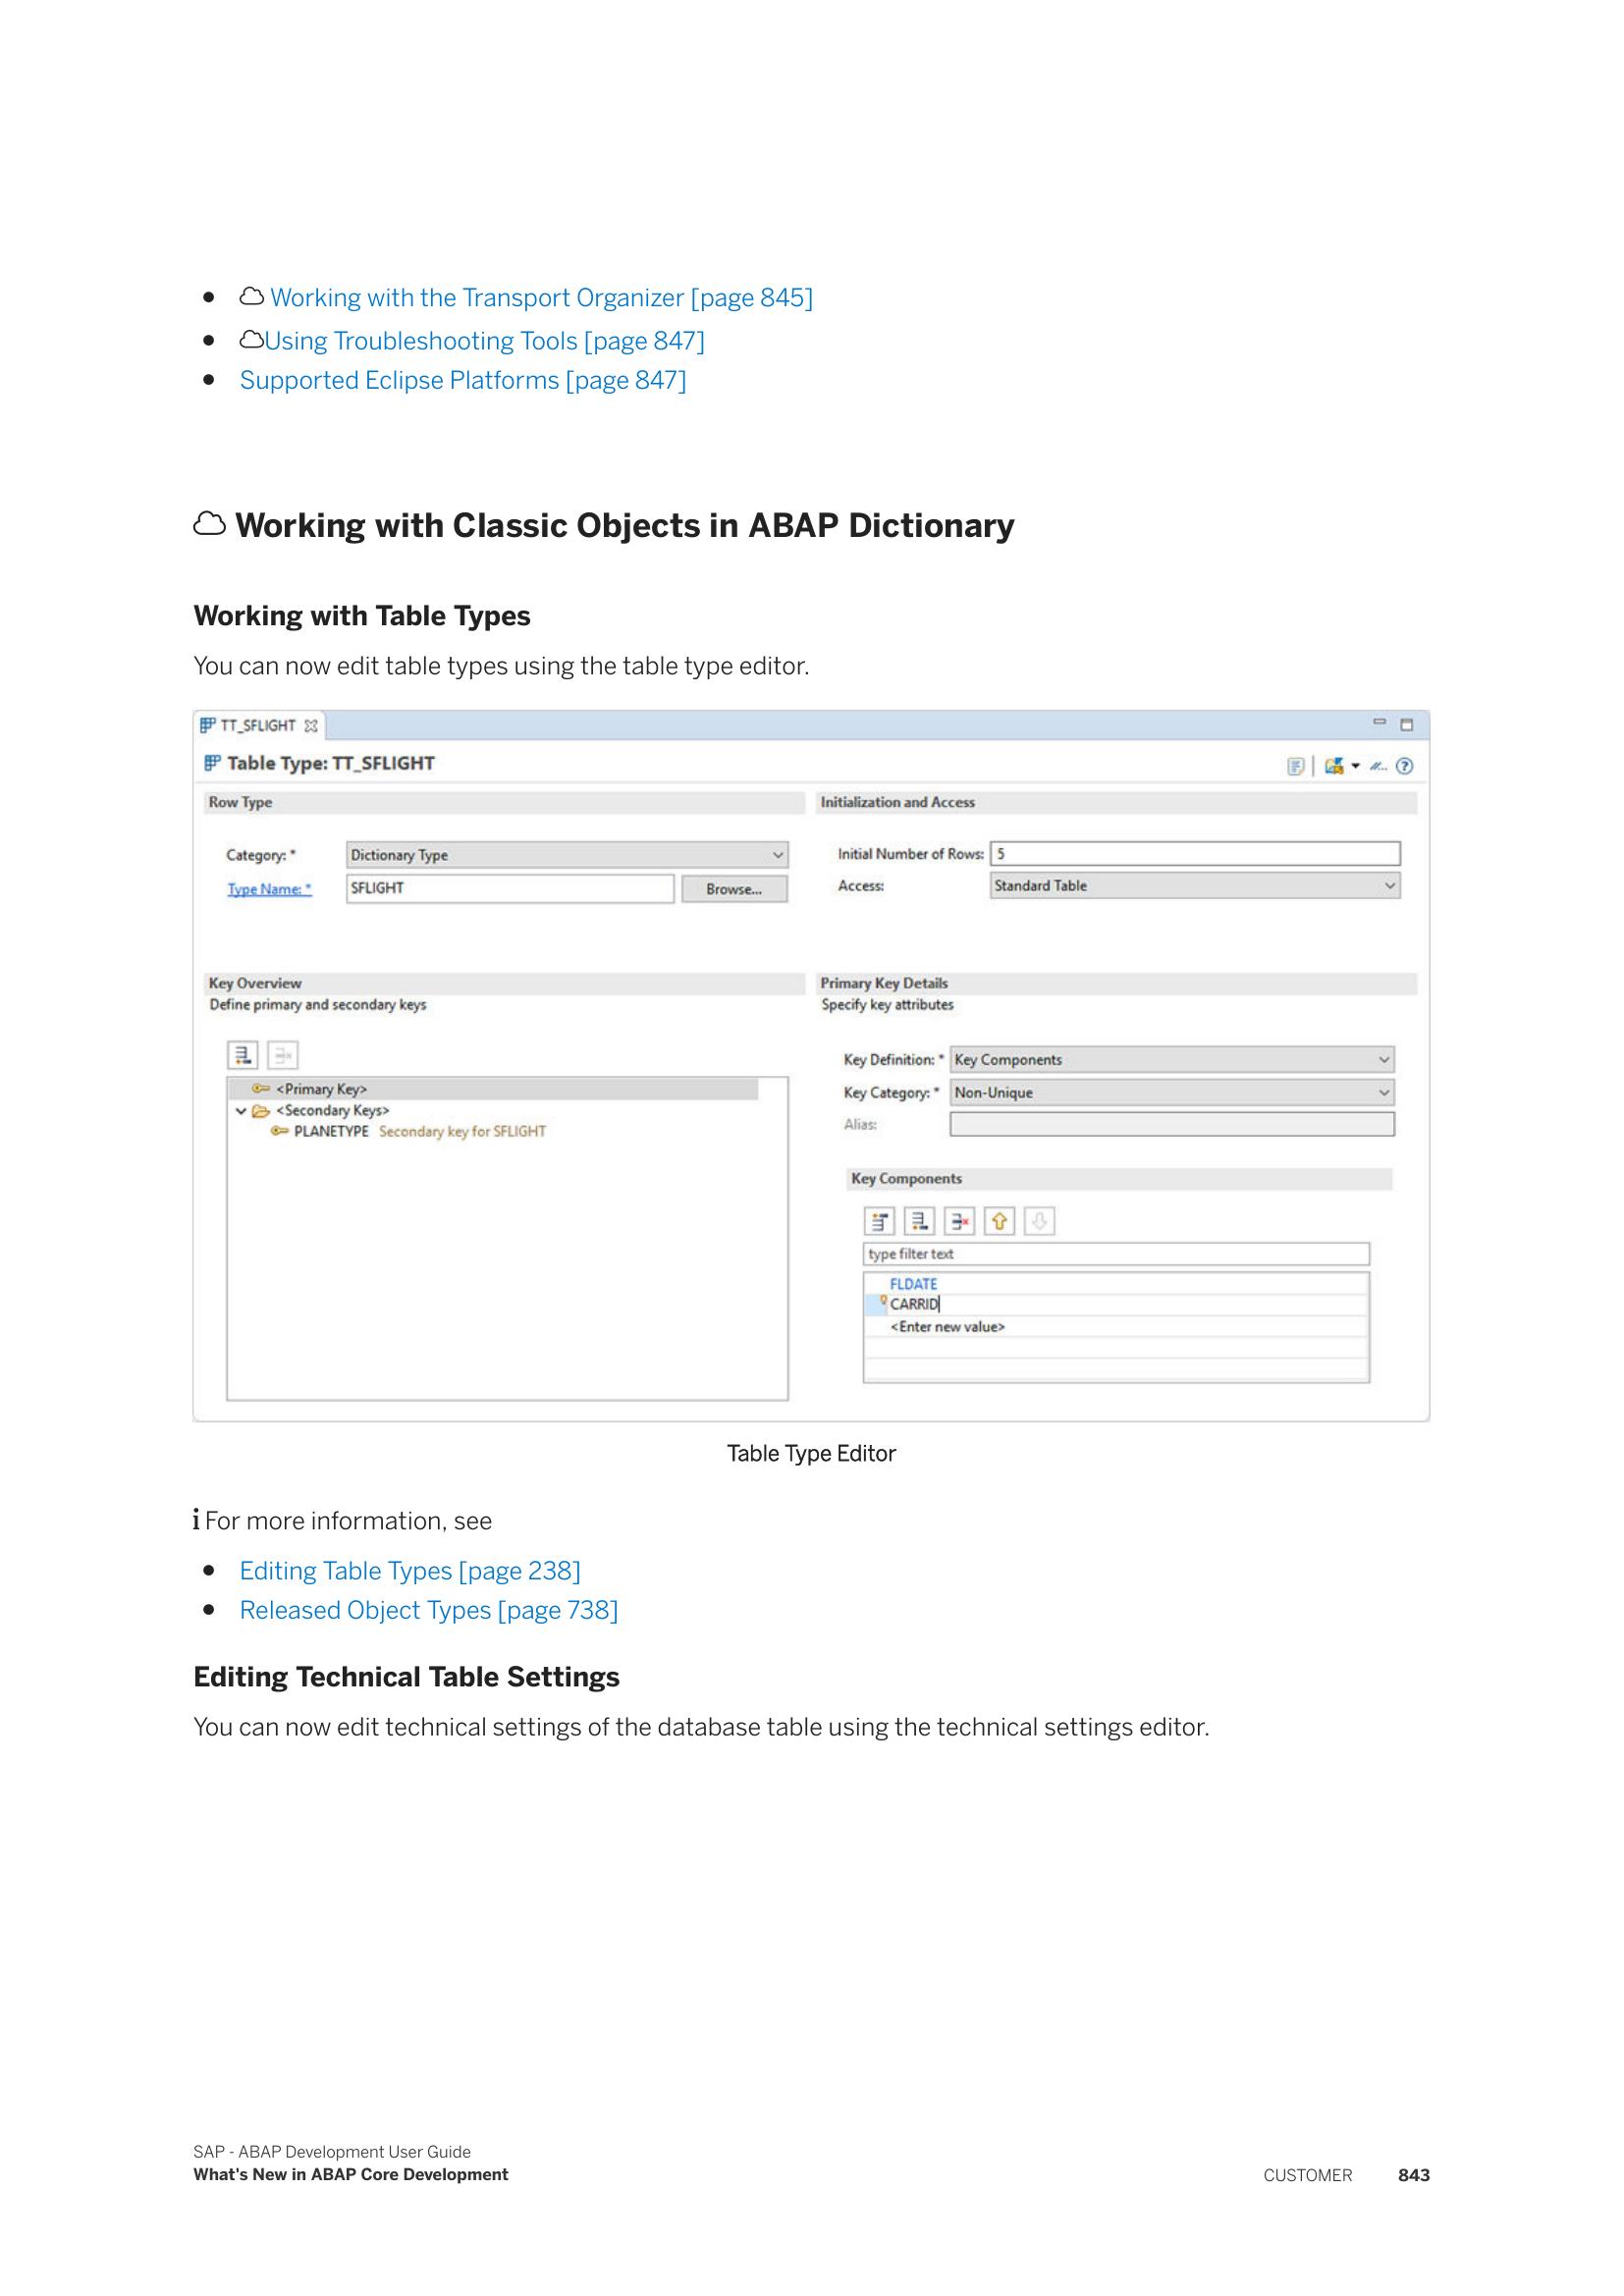 Working with the Transport Organizer [page 845]
Using Troubleshooting Tools [page 847]
Supported Eclipse Platforms [page 847]
Working with Classic Objects in ABAP Dictionary
Working with Table Types
You can now edit table types using the table type editor.
TT_SFLIGHT
Table Type: TT_SFLIGHT
Row Type
Category: * Dictionary Type
Type Name: * SFLIGHT Browse...
Initialization and Access
Initial Number of Rows: 5
Access: Standard Table
Key Overview
Define primary and secondary keys
<Primary Key>
<Secondary Keys>
PLANETYPE Secondary key for SFLIGHT
Primary Key Details
Specify key attributes
Key Definition: * Key Components
Key Category: * Non-Unique
Alias:
Key Components
type filter text
FLDATE
CARRID
<Enter new value>
Table Type Editor
i For more information, see
Editing Table Types [page 238]
Released Object Types [page 738]
Editing Technical Table Settings
You can now edit technical settings of the database table using the technical settings editor.
SAP - ABAP Development User Guide
What's New in ABAP Core Development
CUSTOMER 843